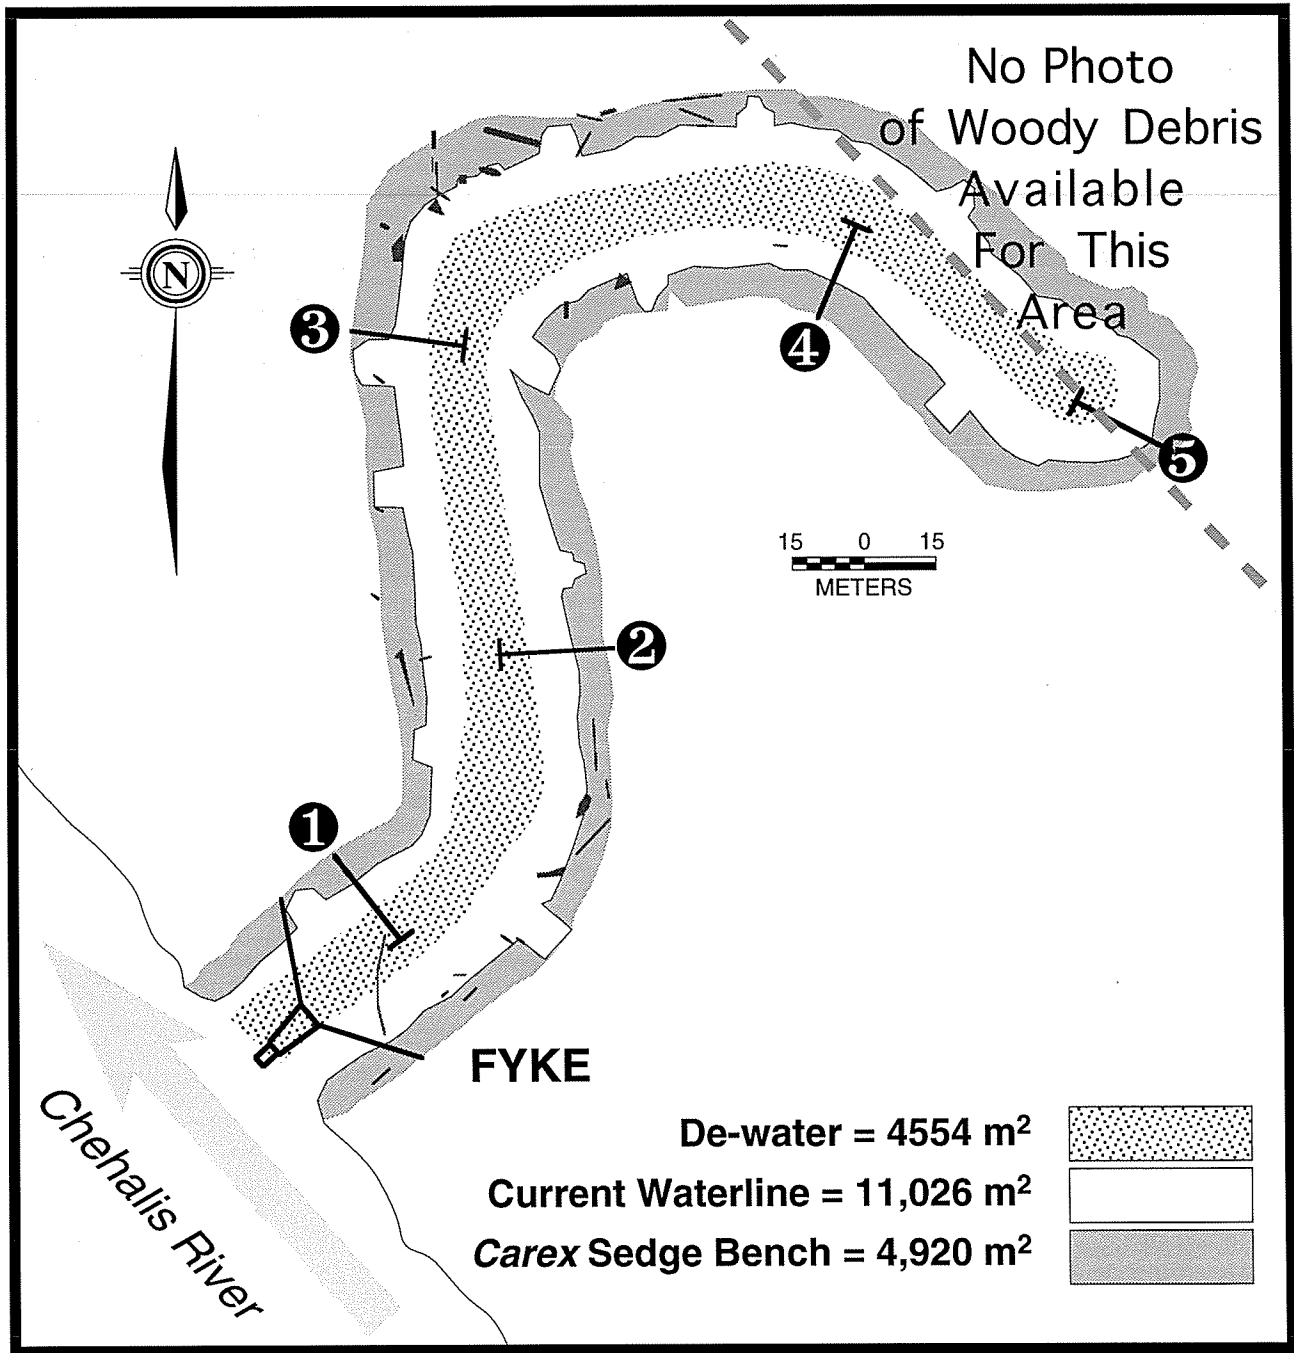 No Photo
of Woody Debris
Available
For This
Area
N
3
4
5
15 0 15
METERS
2
1
FYKE
Chehalis River
De-water = 4554 m²
Current Waterline = 11,026 m²
Carex Sedge Bench = 4,920 m²